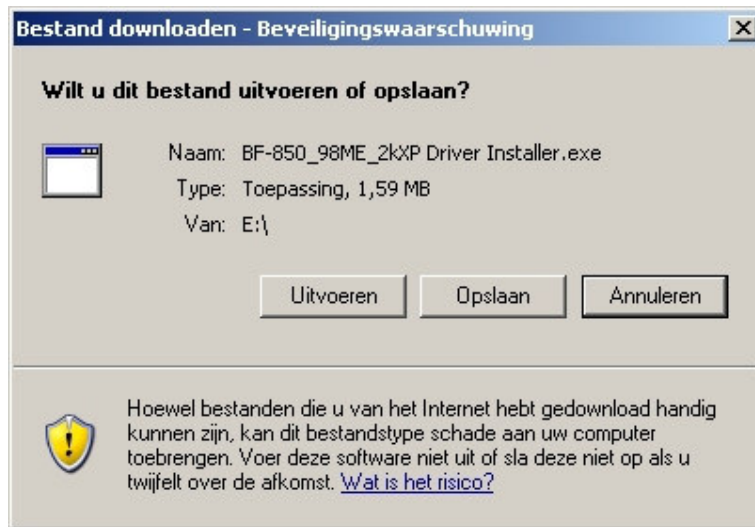 Bestand downloaden - Beveiligingswaarschuwing
Wilt u dit bestand uitvoeren of opslaan?
Naam: BF-850_98ME_2kXP Driver Installer.exe
Type: Toepassing, 1,59 MB
Van: E:\
Uitvoeren Opslaan Annuleren
Hoewel bestanden die u van het Internet hebt gedownload handig
kunnen zijn, kan dit bestandstype schade aan uw computer
toebrengen. Voer deze software niet uit of sla deze niet op als u
twijfelt over de afkomst. Wat is het risico?